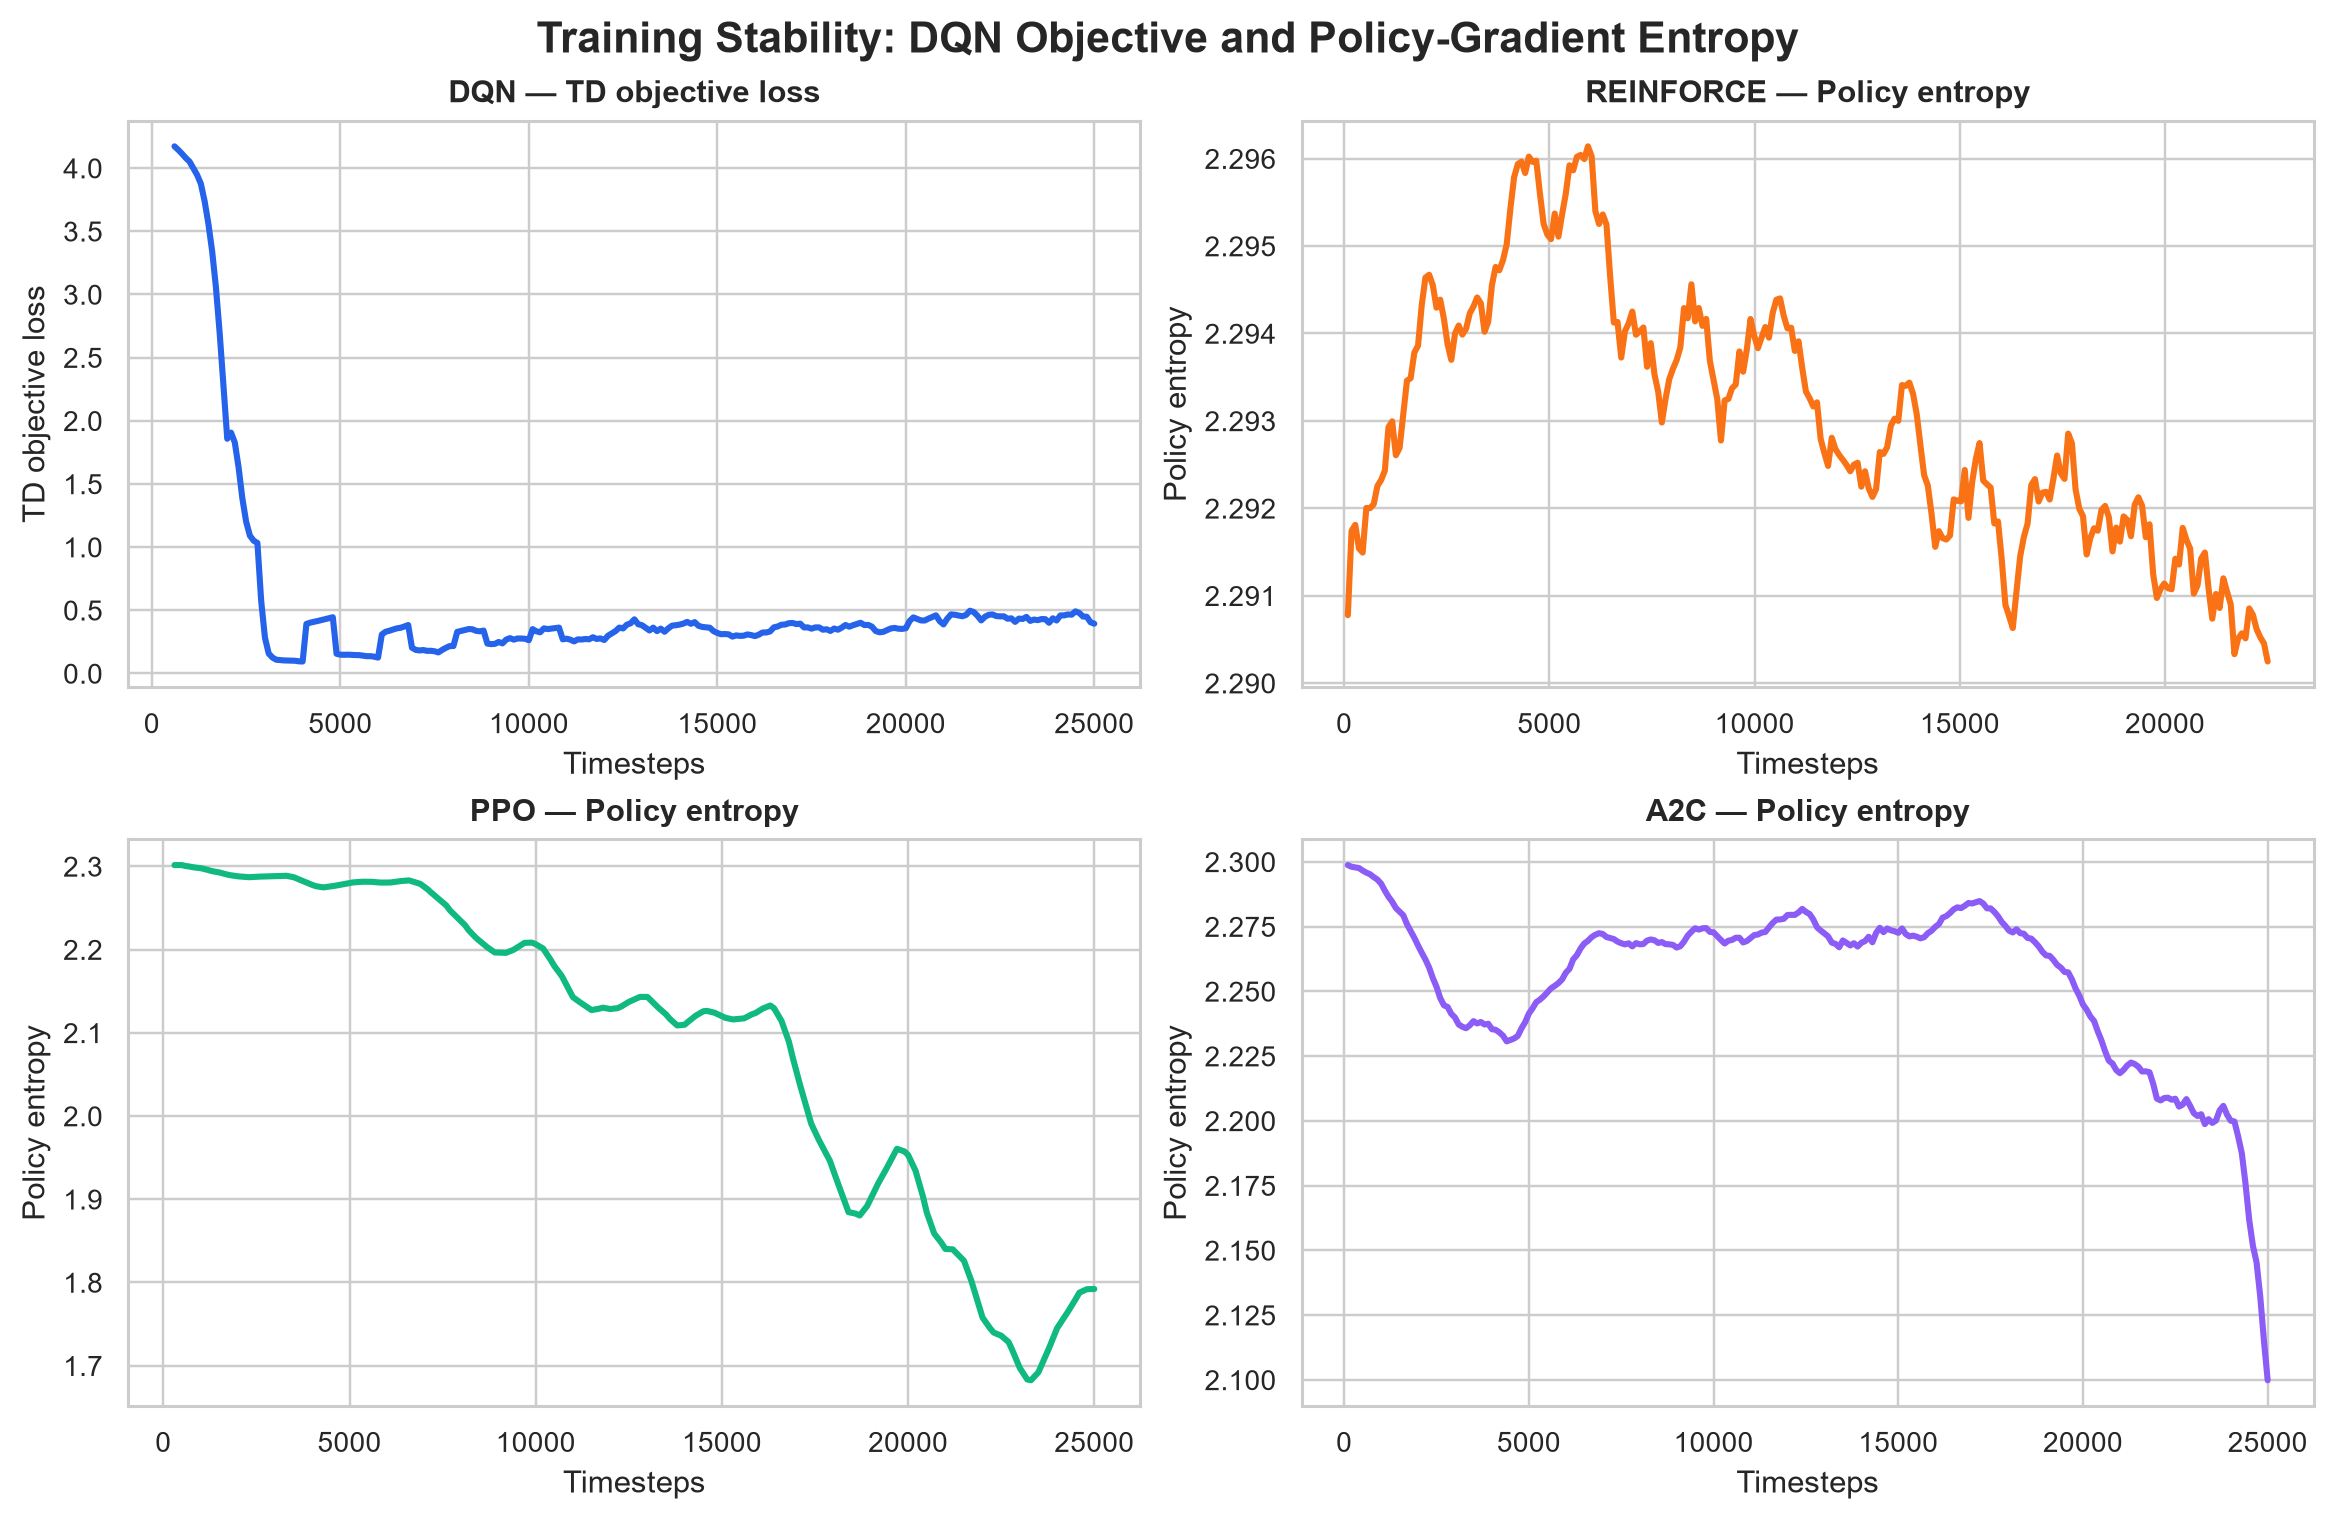 Training Stability: DQN Objective and Policy-Gradient Entropy
DQN — TD objective loss
TD objective loss
4.0
3.5
3.0
2.5
2.0
1.5
1.0
0.5
0.0
0 5000 10000 15000 20000 25000
Timesteps
REINFORCE — Policy entropy
Policy entropy
2.296
2.295
2.294
2.293
2.292
2.291
2.290
0 5000 10000 15000 20000
Timesteps
PPO — Policy entropy
Policy entropy
2.3
2.2
2.1
2.0
1.9
1.8
1.7
0 5000 10000 15000 20000 25000
Timesteps
A2C — Policy entropy
Policy entropy
2.300
2.275
2.250
2.225
2.200
2.175
2.150
2.125
2.100
0 5000 10000 15000 20000 25000
Timesteps